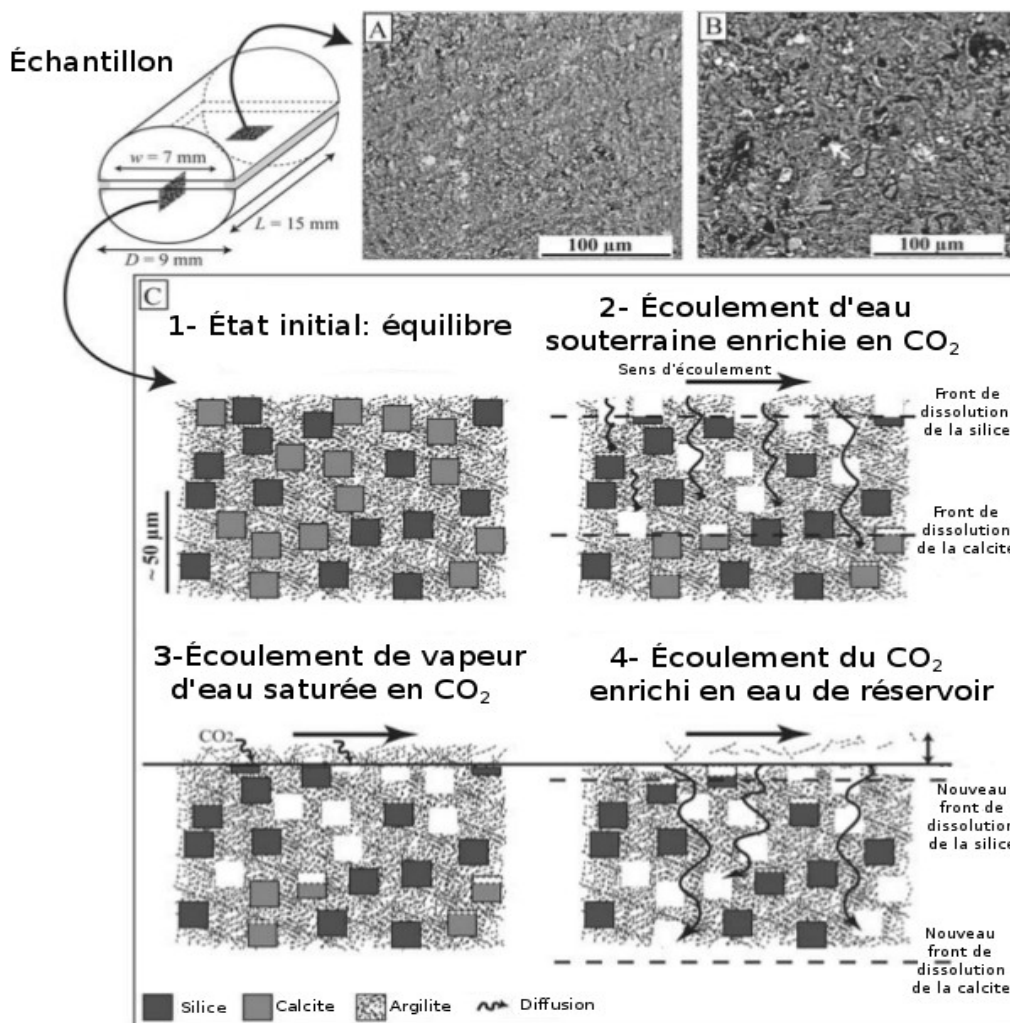 Échantillon
w = 7 mm
L = 15 mm
D = 9 mm
A
100 µm
B
100 µm
C
1- État initial: équilibre
~ 50 µm
2- Écoulement d'eau
souterraine enrichie en CO₂
Sens d'écoulement
Front de
dissolution
de la silice
Front de
dissolution
de la calcite
3-Écoulement de vapeur
d'eau saturée en CO₂
CO₂
4- Écoulement du CO₂
enrichi en eau de réservoir
Nouveau
front de
dissolution
de la silice
Nouveau
front de
dissolution
de la calcite
Silice
Calcite
Argilite
Diffusion